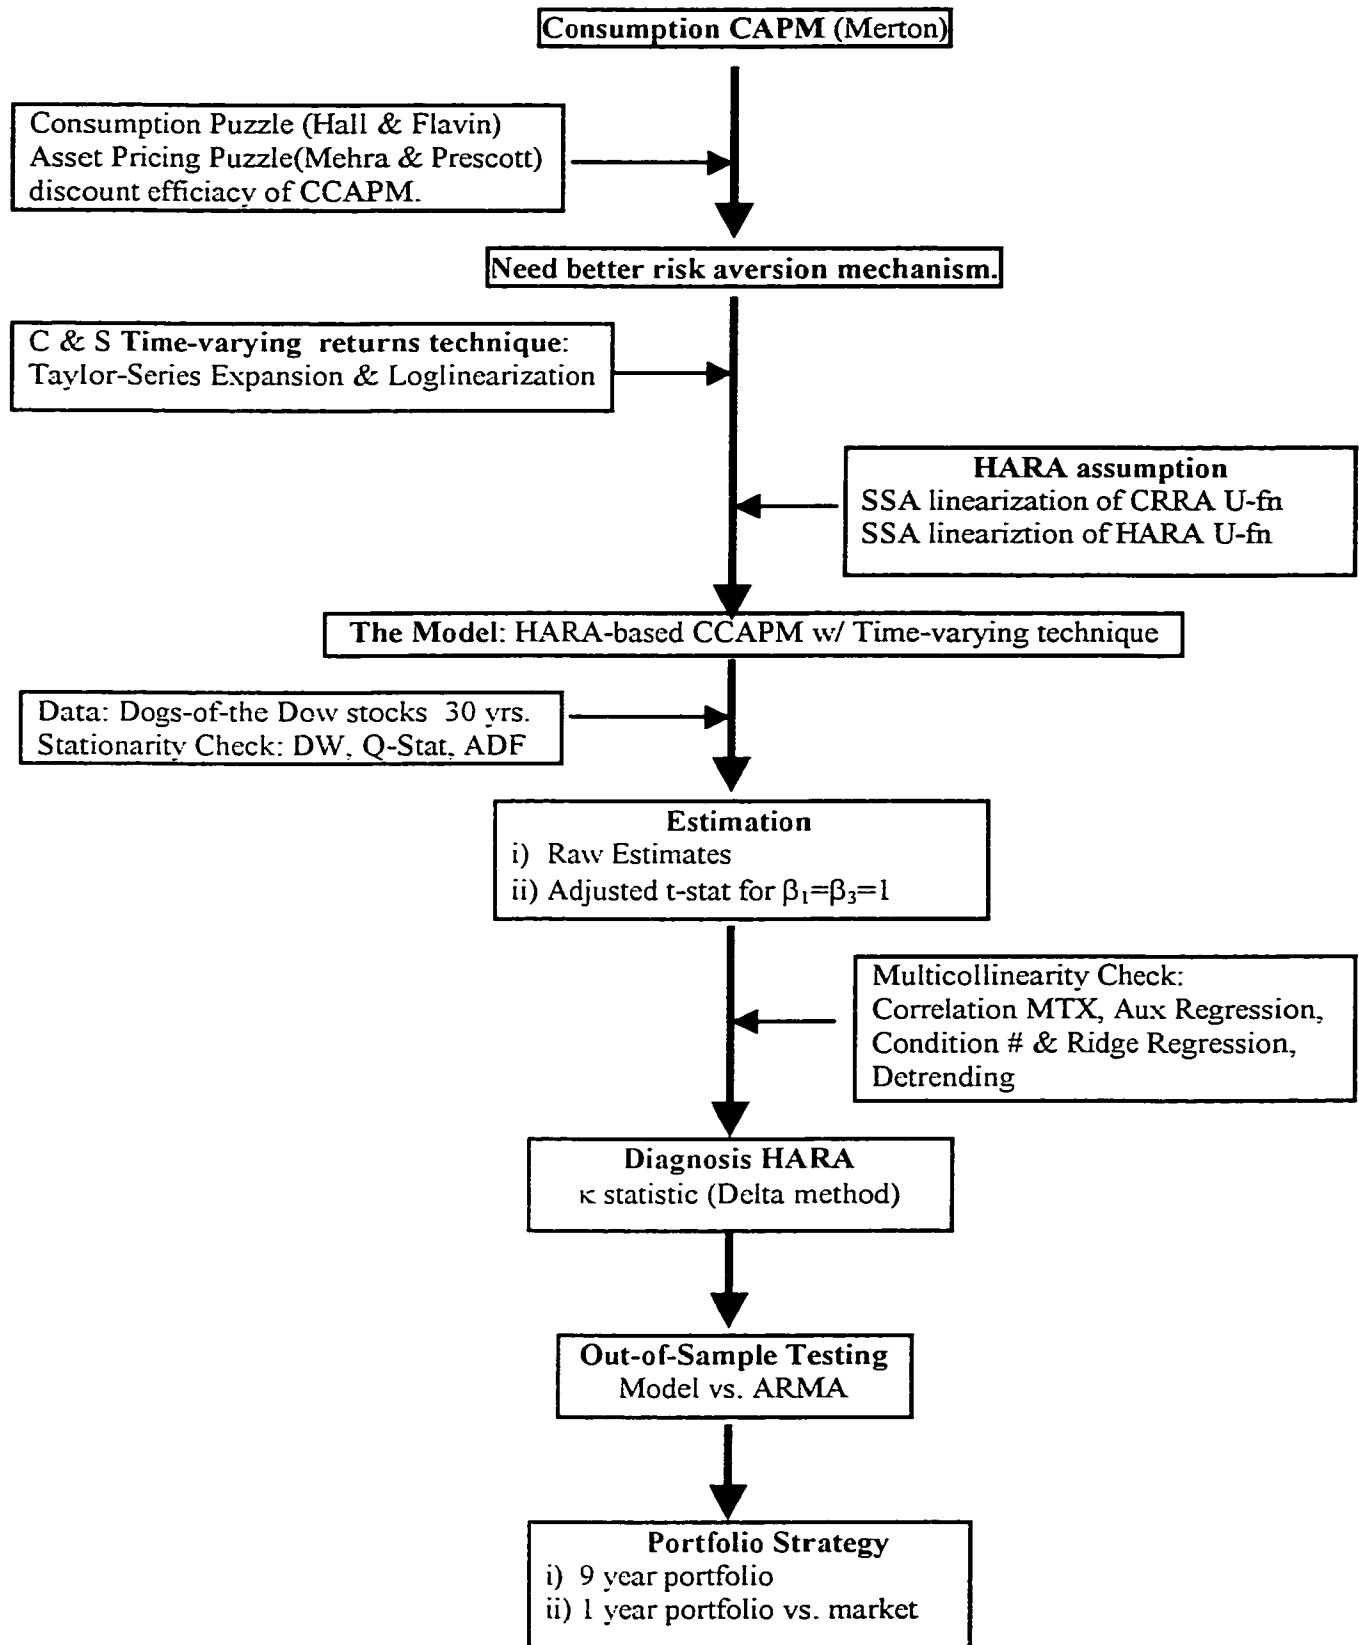 Consumption CAPM (Merton)
Consumption Puzzle (Hall & Flavin)
Asset Pricing Puzzle(Mehra & Prescott)
discount efficiacy of CCAPM.
Need better risk aversion mechanism.
C & S Time-varying returns technique:
Taylor-Series Expansion & Loglinearization
HARA assumption
SSA linearization of CRRA U-fn
SSA lineariztion of HARA U-fn
The Model: HARA-based CCAPM w/ Time-varying technique
Data: Dogs-of-the Dow stocks 30 yrs.
Stationarity Check: DW, Q-Stat, ADF
Estimation
i) Raw Estimates
ii) Adjusted t-stat for β₁=β₃=1
Multicollinearity Check:
Correlation MTX, Aux Regression,
Condition # & Ridge Regression,
Detrending
Diagnosis HARA
κ statistic (Delta method)
Out-of-Sample Testing
Model vs. ARMA
Portfolio Strategy
i) 9 year portfolio
ii) 1 year portfolio vs. market